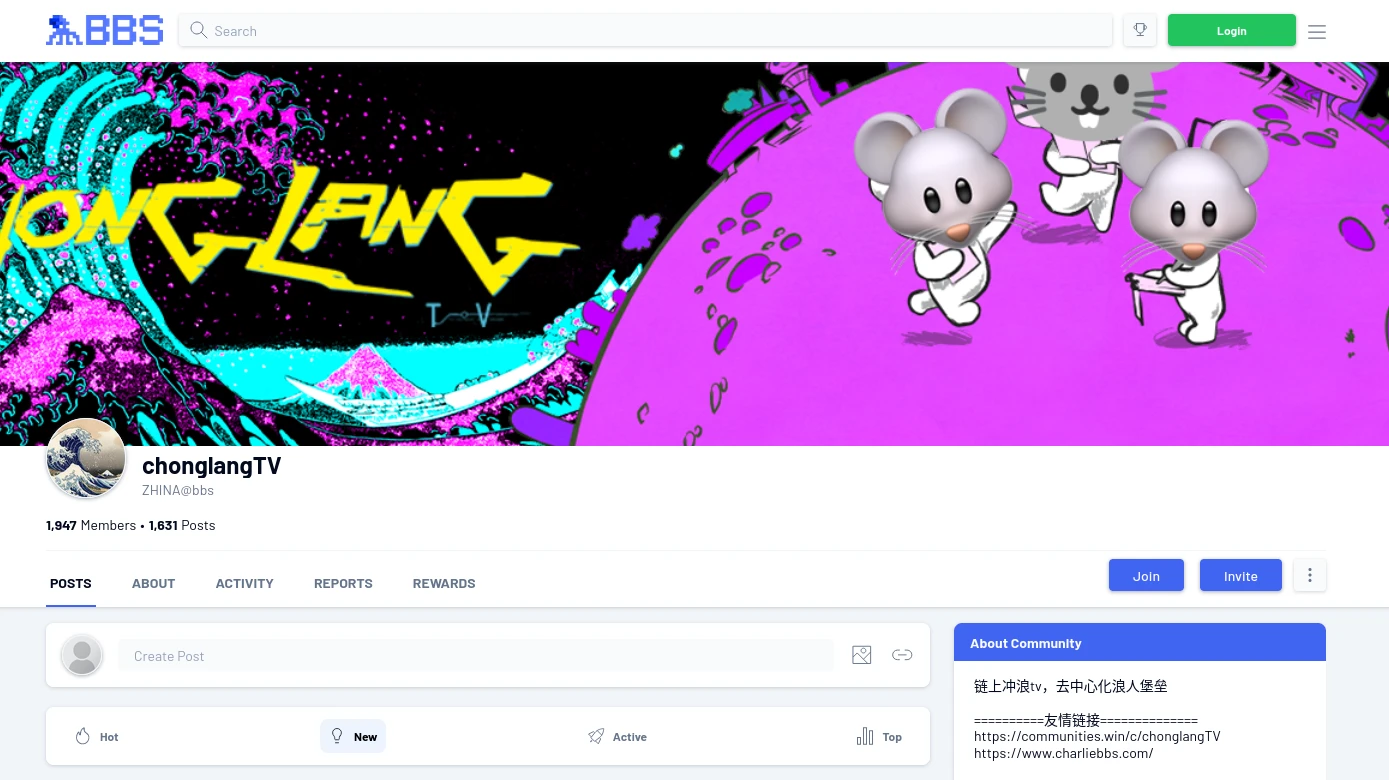 BBS
Search
Login
ONG LANG
T V
chonglangTV
ZHINA@bbs
1,947 Members • 1,631 Posts
POSTS
ABOUT
ACTIVITY
REPORTS
REWARDS
Join
Invite
Create Post
Hot
New
Active
Top
About Community
链上冲浪tv，去中心化浪人堡垒
==========友情链接==============
https://communities.win/c/chonglangTV
https://www.charliebbs.com/